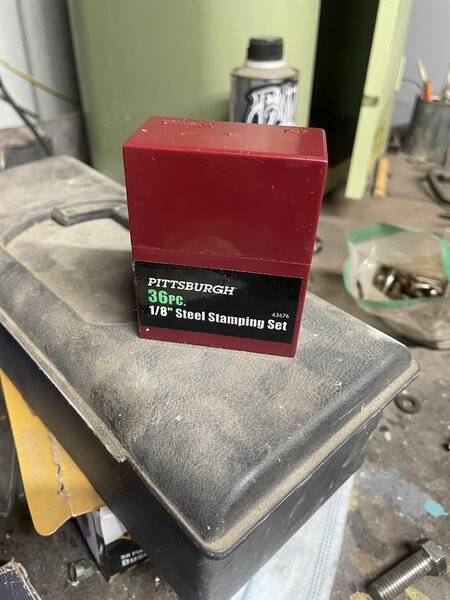 PITTSBURGH
36PC.
63676
1/8" Steel Stamping Set